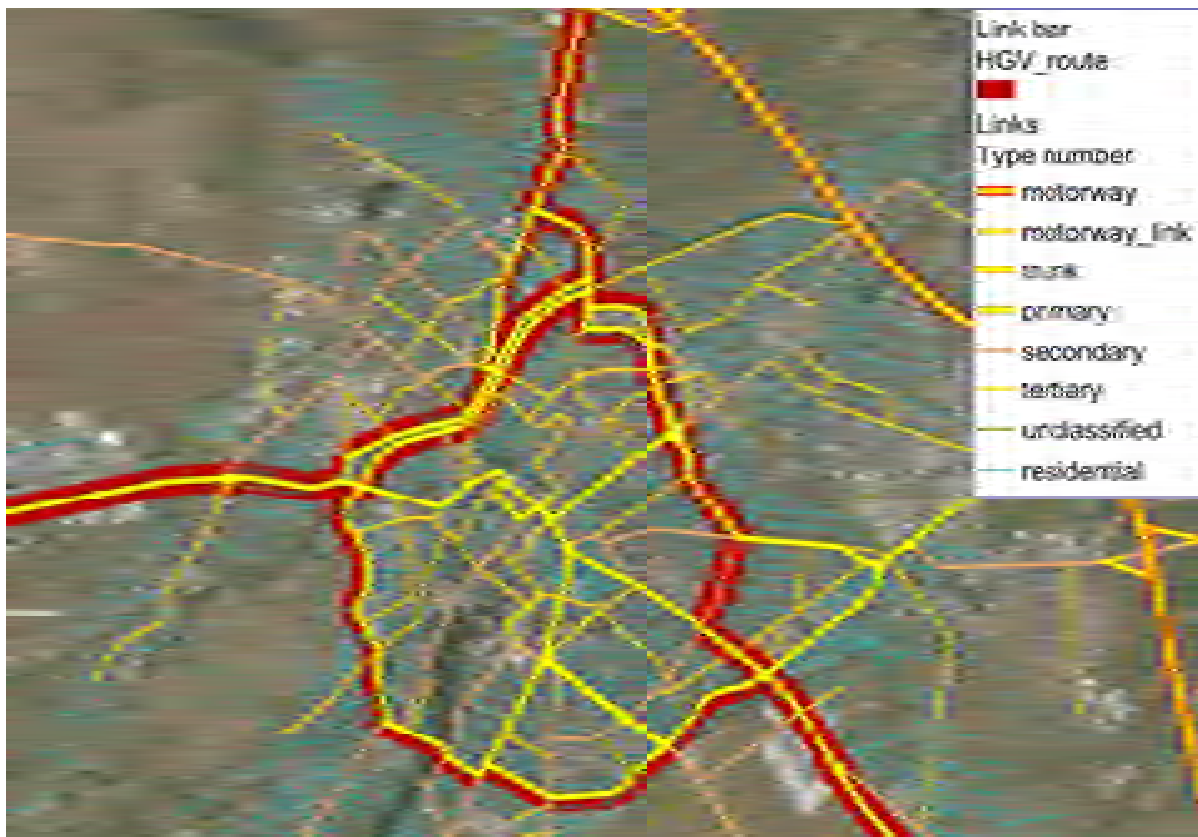 Link bar
HGV_route
Links
Type number
motorway
motorway_link
trunk
primary
secondary
tertiary
unclassified
residential